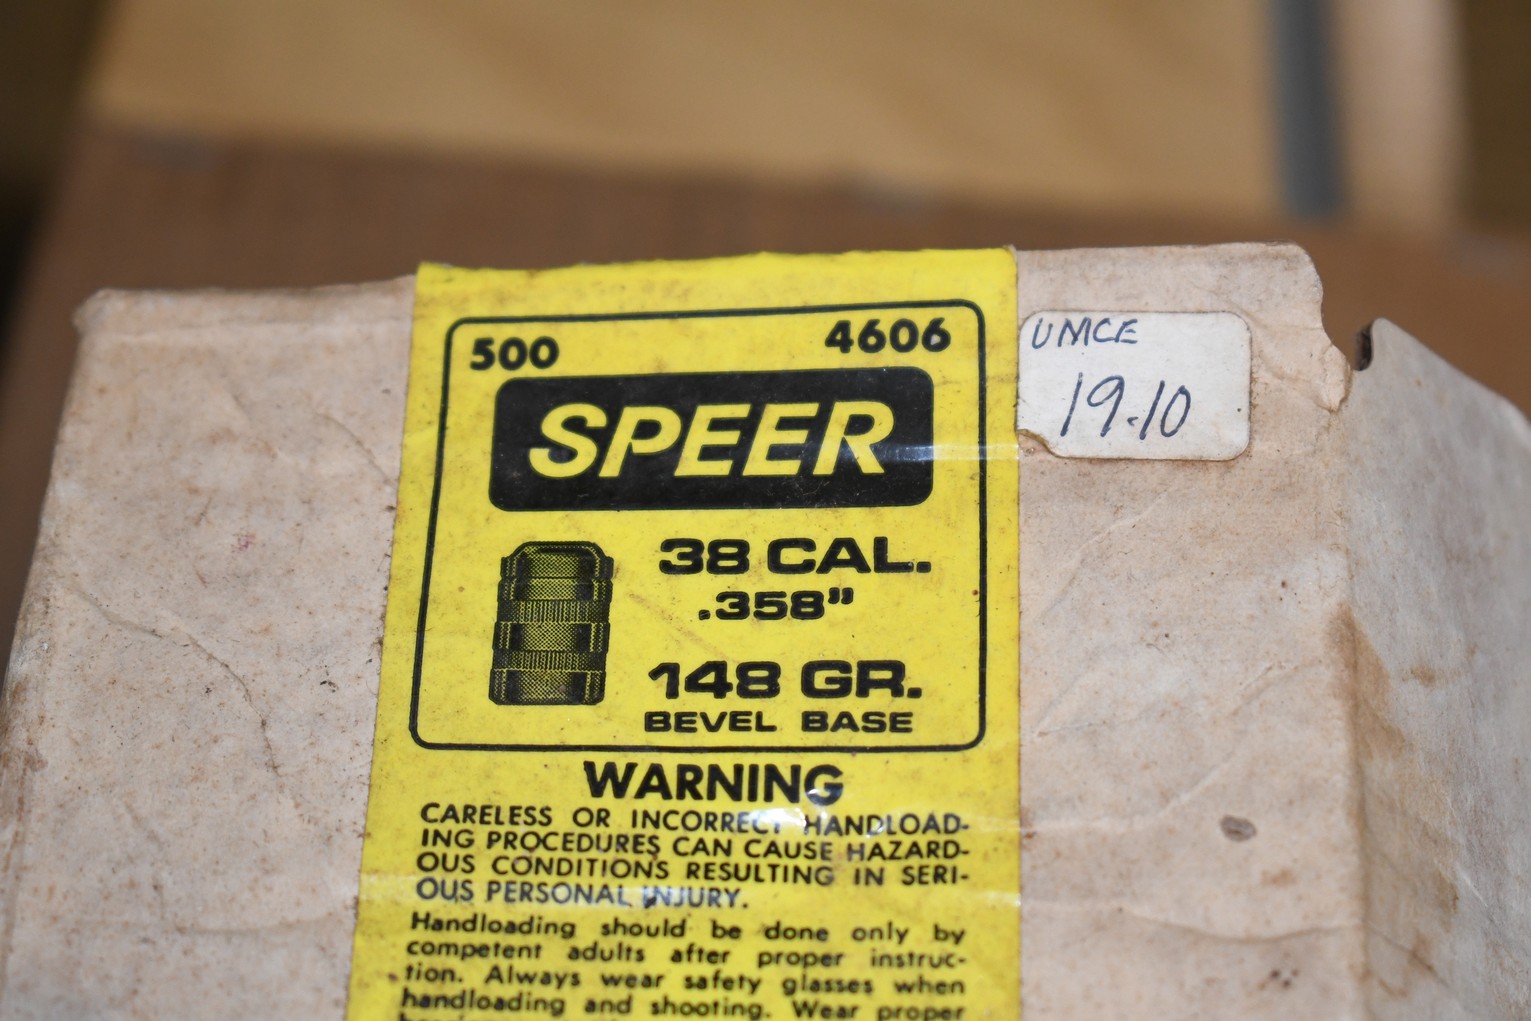 500 4606
SPEER
38 CAL.
.358"
148 GR.
BEVEL BASE
UMCE
19.10
WARNING
CARELESS OR INCORRECT HANDLOAD-
ING PROCEDURES CAN CAUSE HAZARD-
OUS CONDITIONS RESULTING IN SERI-
OUS PERSONAL INJURY.
Handloading should be done only by
competent adults after proper instruc-
tion. Always wear safety glasses when
handloading and shooting. Wear proper